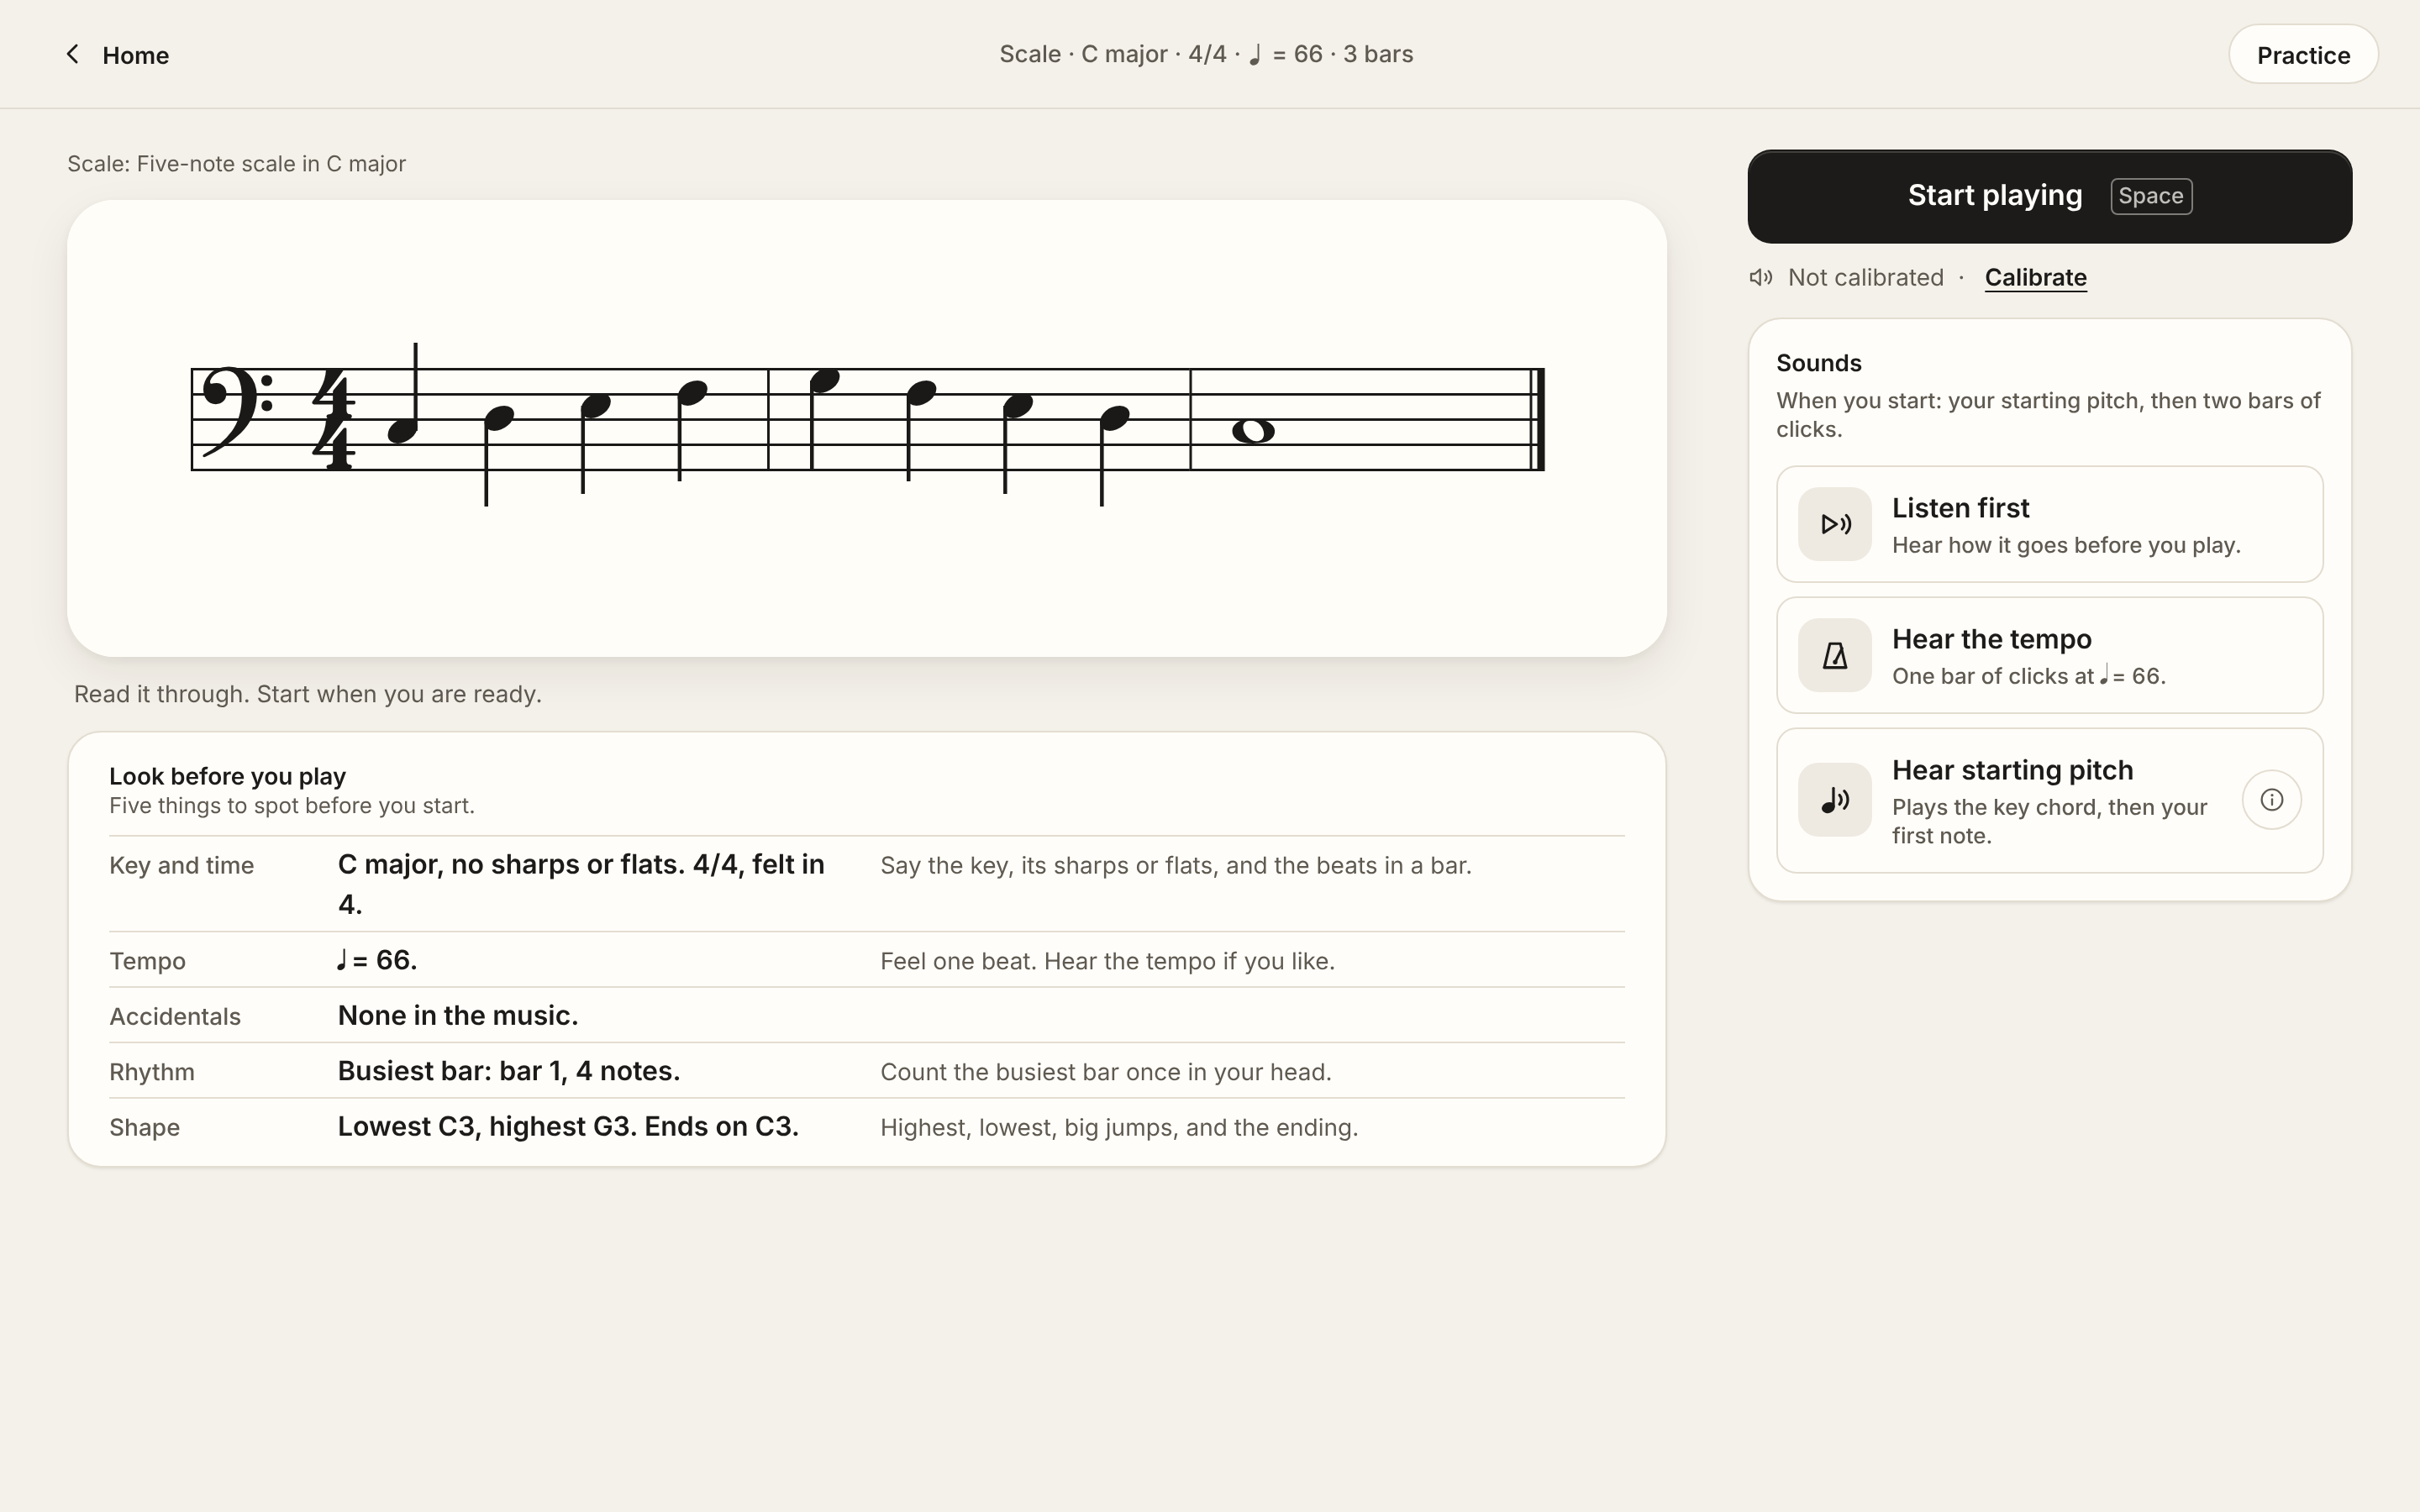 Home
Scale · C major · 4/4 · ♩ = 66 · 3 bars
Practice
Scale: Five-note scale in C major
4
4
Read it through. Start when you are ready.
Look before you play
Five things to spot before you start.
Key and time
C major, no sharps or flats. 4/4, felt in
4.
Say the key, its sharps or flats, and the beats in a bar.
Tempo
♩ = 66.
Feel one beat. Hear the tempo if you like.
Accidentals
None in the music.
Rhythm
Busiest bar: bar 1, 4 notes.
Count the busiest bar once in your head.
Shape
Lowest C3, highest G3. Ends on C3.
Highest, lowest, big jumps, and the ending.
Start playing
Space
Not calibrated ·
Calibrate
Sounds
When you start: your starting pitch, then two bars of
clicks.
Listen first
Hear how it goes before you play.
Hear the tempo
One bar of clicks at ♩ = 66.
Hear starting pitch
Plays the key chord, then your
first note.